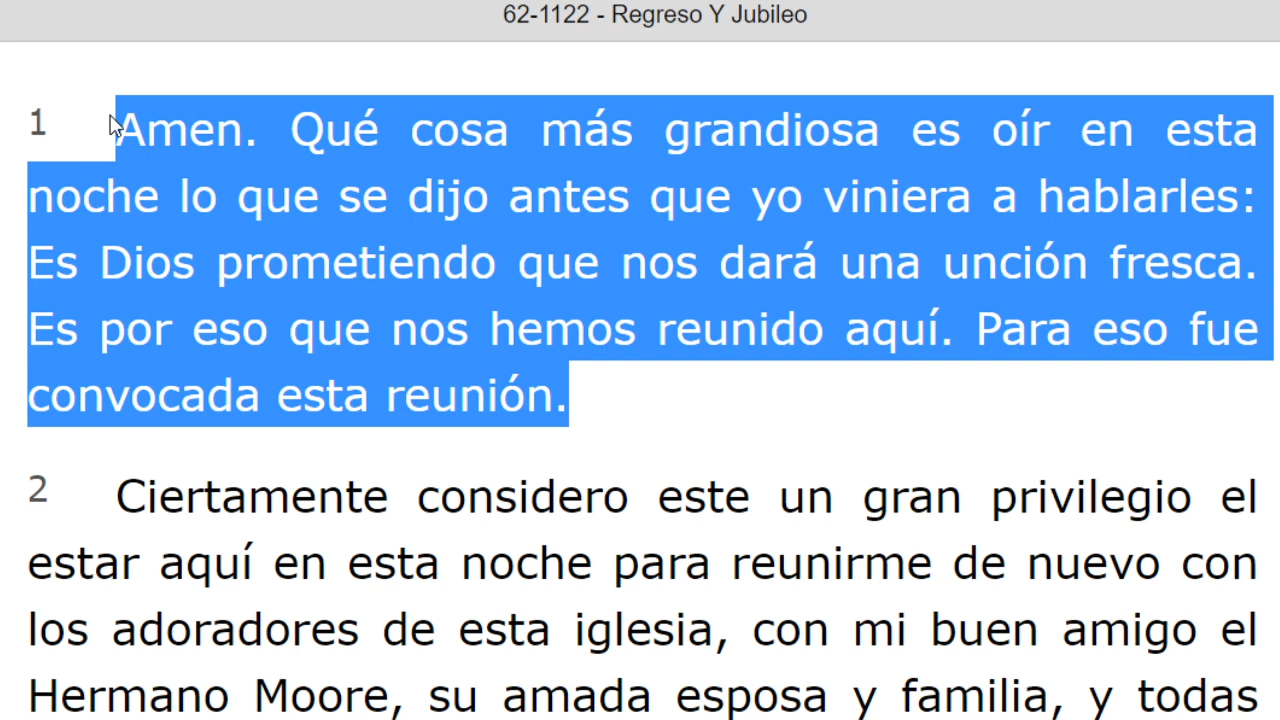 62-1122 - Regreso Y Jubileo
1 Amen. Qué cosa más grandiosa es oír en esta
noche lo que se dijo antes que yo viniera a hablarles:
Es Dios prometiendo que nos dará una unción fresca.
Es por eso que nos hemos reunido aquí. Para eso fue
convocada esta reunión.
2 Ciertamente considero este un gran privilegio el
estar aquí en esta noche para reunirme de nuevo con
los adoradores de esta iglesia, con mi buen amigo el
Hermano Moore, su amada esposa y familia, y todas